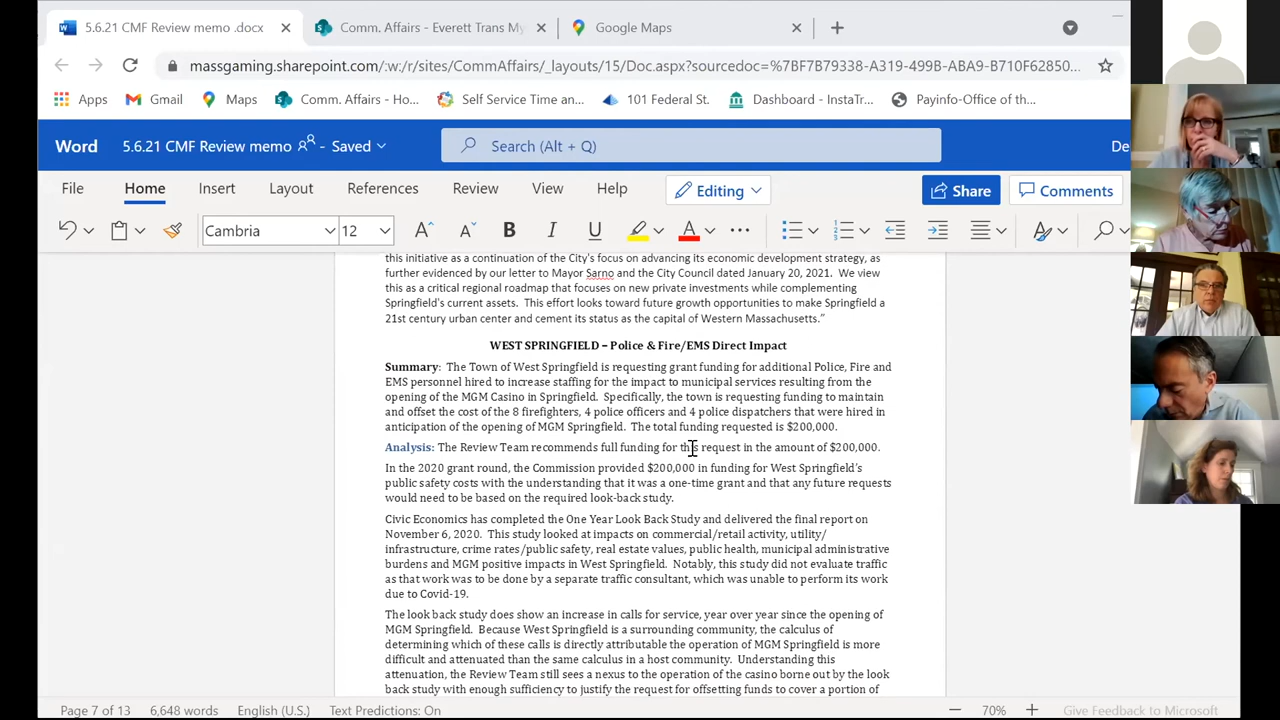 5.6.21 CMF Review memo .docx
Comm. Affairs - Everett Trans My
Google Maps
massgaming.sharepoint.com/:w:/r/sites/CommAffairs/_layouts/15/Doc.aspx?sourcedoc=%7BF7B79338-A319-499B-ABA9-B710F62850...
Apps
Gmail
Maps
Comm. Affairs - Ho...
Self Service Time an...
101 Federal St.
Dashboard - InstaTr...
Payinfo-Office of th...
Word
5.6.21 CMF Review memo - Saved
Search (Alt + Q)
De
File
Home
Insert
Layout
References
Review
View
Help
Editing
Share
Comments
Cambria
12
this initiative as a continuation of the City's focus on advancing its economic development strategy, as
further evidenced by our letter to Mayor Sarno and the City Council dated January 20, 2021. We view
this as a critical regional roadmap that focuses on new private investments while complementing
Springfield's current assets. This effort looks toward future growth opportunities to make Springfield a
21st century urban center and cement its status as the capital of Western Massachusetts."
WEST SPRINGFIELD – Police & Fire/EMS Direct Impact
Summary: The Town of West Springfield is requesting grant funding for additional Police, Fire and
EMS personnel hired to increase staffing for the impact to municipal services resulting from the
opening of the MGM Casino in Springfield. Specifically, the town is requesting funding to maintain
and offset the cost of the 8 firefighters, 4 police officers and 4 police dispatchers that were hired in
anticipation of the opening of MGM Springfield. The total funding requested is $200,000.
Analysis: The Review Team recommends full funding for this request in the amount of $200,000.
In the 2020 grant round, the Commission provided $200,000 in funding for West Springfield's
public safety costs with the understanding that it was a one-time grant and that any future requests
would need to be based on the required look-back study.
Civic Economics has completed the One Year Look Back Study and delivered the final report on
November 6, 2020. This study looked at impacts on commercial/retail activity, utility/
infrastructure, crime rates/public safety, real estate values, public health, municipal administrative
burdens and MGM positive impacts in West Springfield. Notably, this study did not evaluate traffic
as that work was to be done by a separate traffic consultant, which was unable to perform its work
due to Covid-19.
The look back study does show an increase in calls for service, year over year since the opening of
MGM Springfield. Because West Springfield is a surrounding community, the calculus of
determining which of these calls is directly attributable the operation of MGM Springfield is more
difficult and attenuated than the same calculus in a host community. Understanding this
attenuation, the Review Team still sees a nexus to the operation of the casino borne out by the look
back study with enough sufficiency to justify the request for offsetting funds to cover a portion of
Page 7 of 13
6,648 words
English (U.S.)
Text Predictions: On
70%
Give Feedback to Microsoft